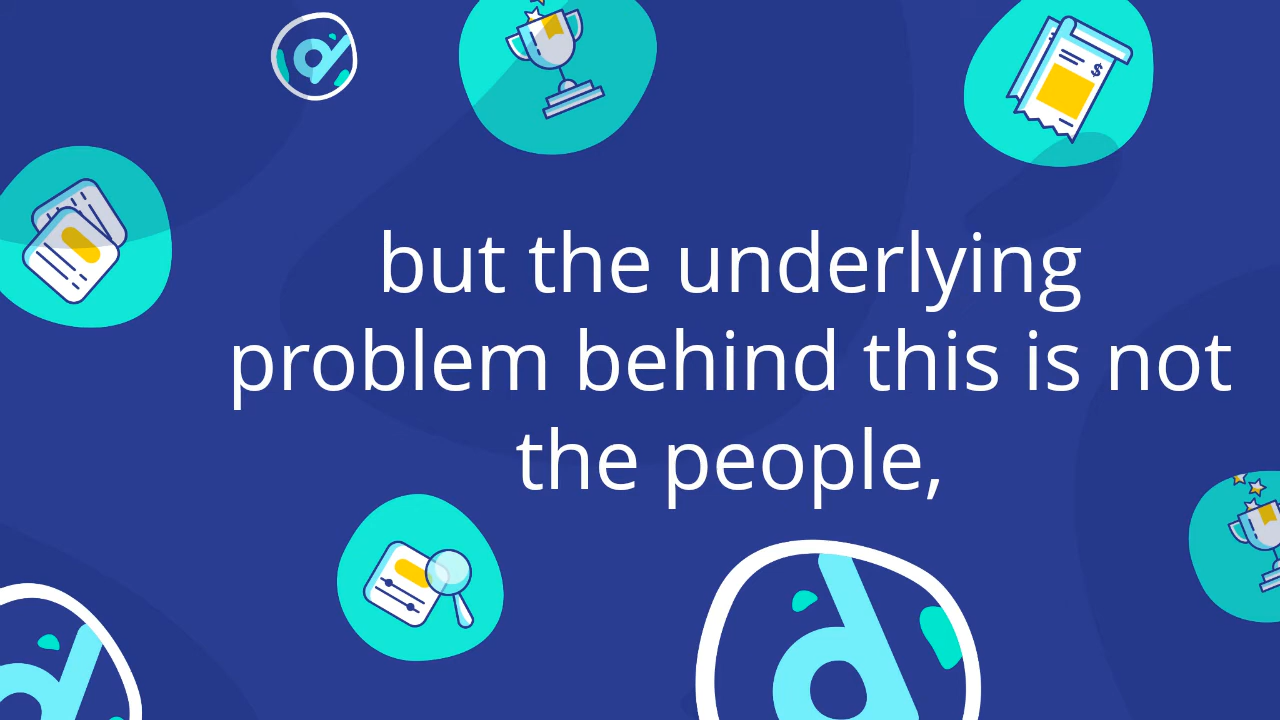 but the underlying
problem behind this is not
the people,